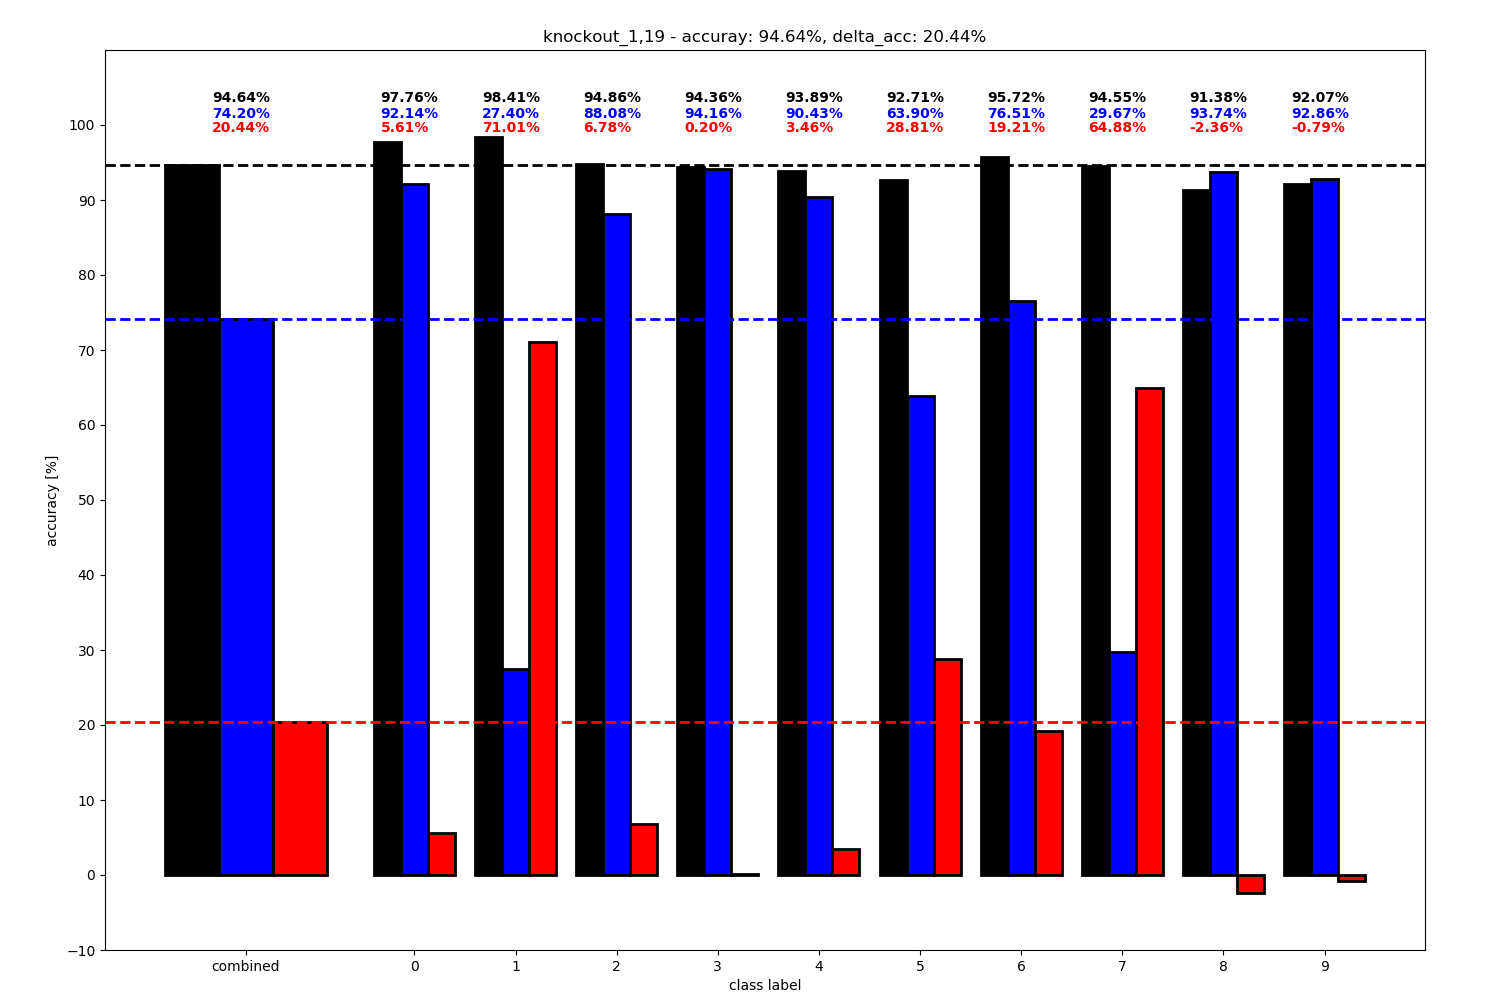 knockout_1,19 - accuray: 94.64%, delta_acc: 20.44%
94.64% 97.76% 98.41% 94.86% 94.36% 93.89% 92.71% 95.72% 94.55% 91.38% 92.07%
74.20% 92.14% 27.40% 88.08% 94.16% 90.43% 63.90% 76.51% 29.67% 93.74% 92.86%
20.44% 5.61% 71.01% 6.78% 0.20% 3.46% 28.81% 19.21% 64.88% -2.36% -0.79%
100
90
80
70
60
50
40
30
20
10
0
−10
accuracy [%]
combined 0 1 2 3 4 5 6 7 8 9
class label